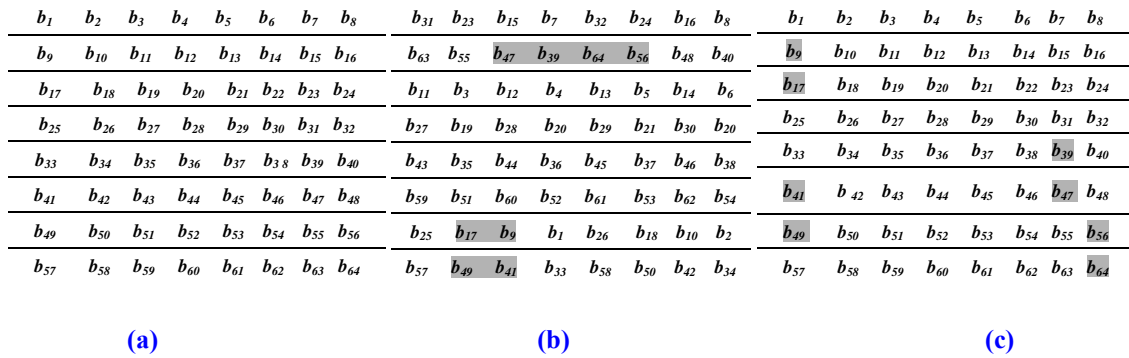 b1 b2 b3 b4 b5 b6 b7 b8
b9 b10 b11 b12 b13 b14 b15 b16
b17 b18 b19 b20 b21 b22 b23 b24
b25 b26 b27 b28 b29 b30 b31 b32
b33 b34 b35 b36 b37 b3 8 b39 b40
b41 b42 b43 b44 b45 b46 b47 b48
b49 b50 b51 b52 b53 b54 b55 b56
b57 b58 b59 b60 b61 b62 b63 b64
(a)
b31 b23 b15 b7 b32 b24 b16 b8
b63 b55 b47 b39 b64 b56 b48 b40
b11 b3 b12 b4 b13 b5 b14 b6
b27 b19 b28 b20 b29 b21 b30 b20
b43 b35 b44 b36 b45 b37 b46 b38
b59 b51 b60 b52 b61 b53 b62 b54
b25 b17 b9 b1 b26 b18 b10 b2
b57 b49 b41 b33 b58 b50 b42 b34
(b)
b1 b2 b3 b4 b5 b6 b7 b8
b9 b10 b11 b12 b13 b14 b15 b16
b17 b18 b19 b20 b21 b22 b23 b24
b25 b26 b27 b28 b29 b30 b31 b32
b33 b34 b35 b36 b37 b38 b39 b40
b41 b 42 b43 b44 b45 b46 b47 b48
b49 b50 b51 b52 b53 b54 b55 b56
b57 b58 b59 b60 b61 b62 b63 b64
(c)